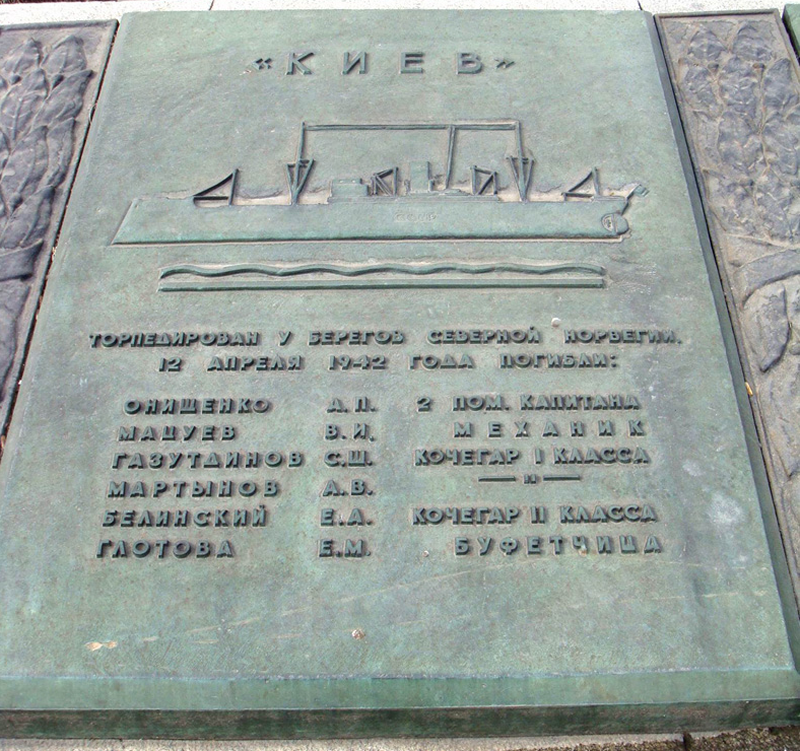 «КИЕВ»
ТОРПЕДИРОВАН У БЕРЕГОВ СЕВЕРНОЙ НОРВЕГИИ.
12 АПРЕЛЯ 1942 ГОДА ПОГИБЛИ:
ОНИЩЕНКО А.П. 2 ПОМ. КАПИТАНА
МАЦУЕВ В.И. МЕХАНИК
ГАЗУТДИНОВ С.Ш. КОЧЕГАР I КЛАССА
МАРТЫНОВ А.В. — " —
БЕЛИНСКИЙ Е.А. КОЧЕГАР II КЛАССА
ГЛОТОВА Е.М. БУФЕТЧИЦА